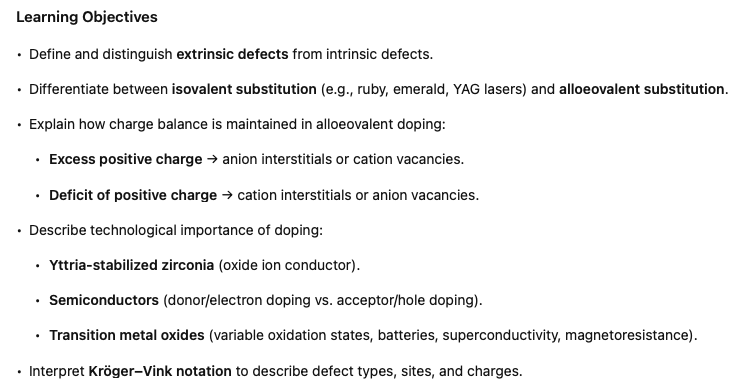 Learning Objectives
• Define and distinguish extrinsic defects from intrinsic defects.
• Differentiate between isovalent substitution (e.g., ruby, emerald, YAG lasers) and alloeovalent substitution.
• Explain how charge balance is maintained in alloeovalent doping:
• Excess positive charge → anion interstitials or cation vacancies.
• Deficit of positive charge → cation interstitials or anion vacancies.
• Describe technological importance of doping:
• Yttria-stabilized zirconia (oxide ion conductor).
• Semiconductors (donor/electron doping vs. acceptor/hole doping).
• Transition metal oxides (variable oxidation states, batteries, superconductivity, magnetoresistance).
• Interpret Kröger–Vink notation to describe defect types, sites, and charges.